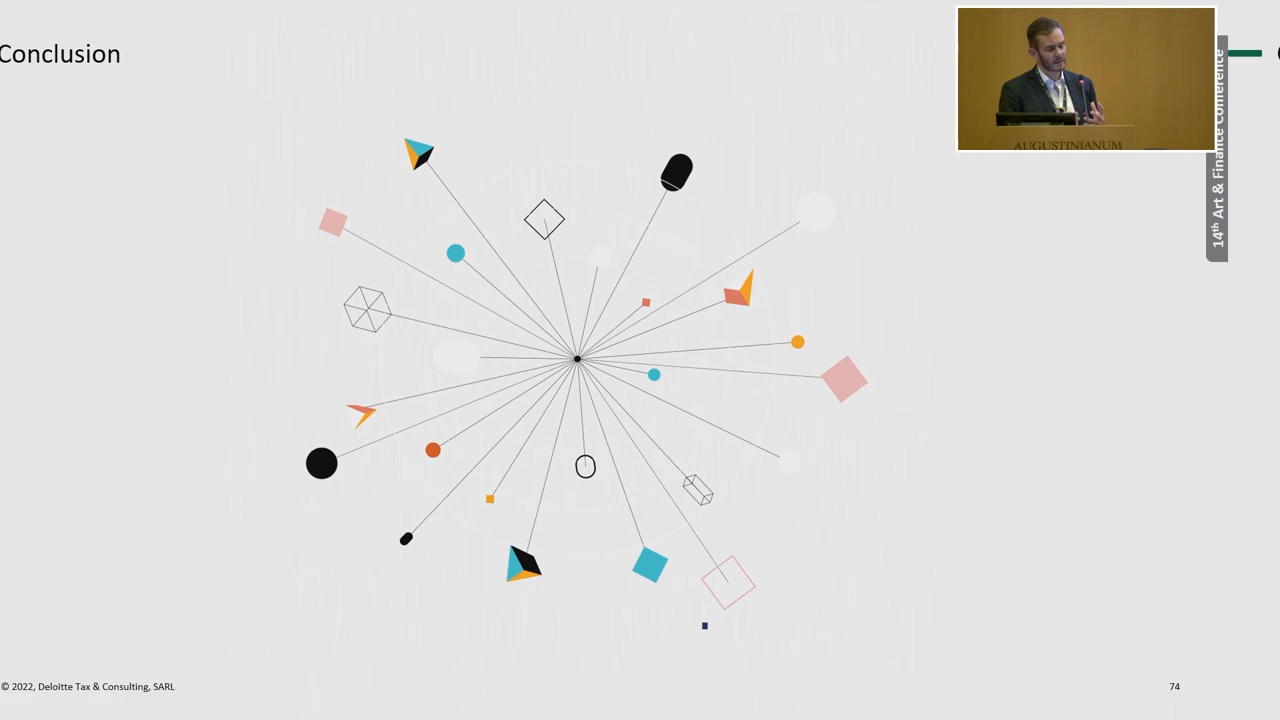 Conclusion
AUGUSTINIANUM
14th Art & Finance Conference
© 2022, Deloitte Tax & Consulting, SARL
74